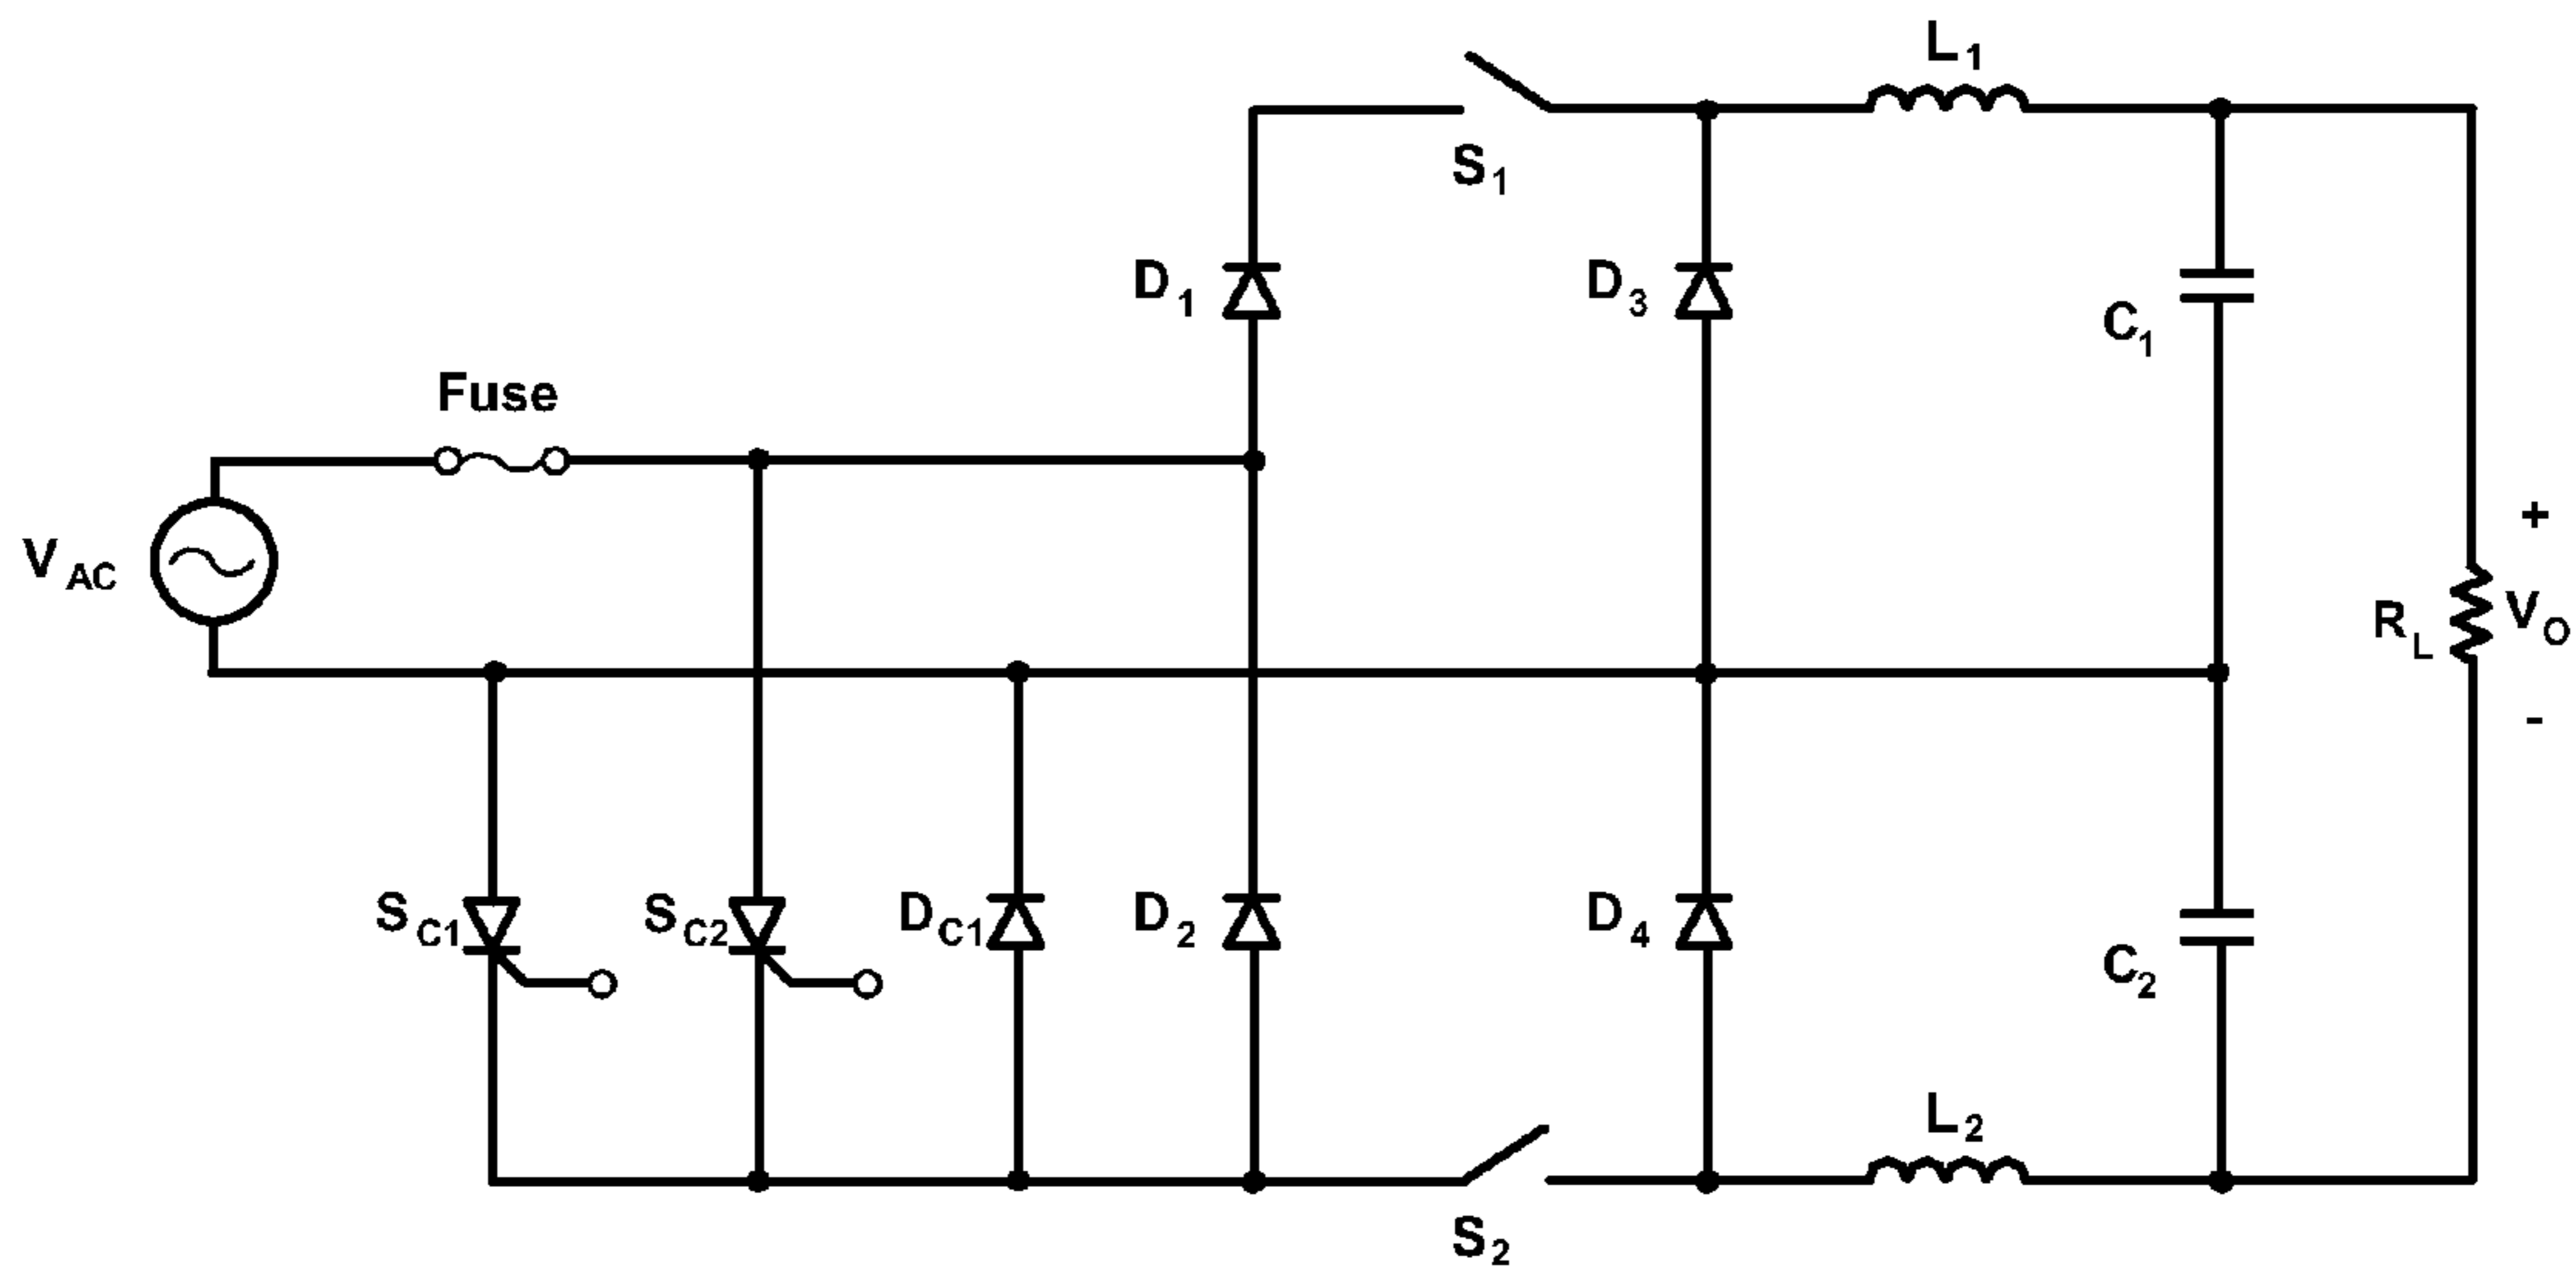 L1
S1
D1
D3
C1
Fuse
+
VAC
RL
VO
-
SC1
SC2
DC1
D2
D4
C2
L2
S2